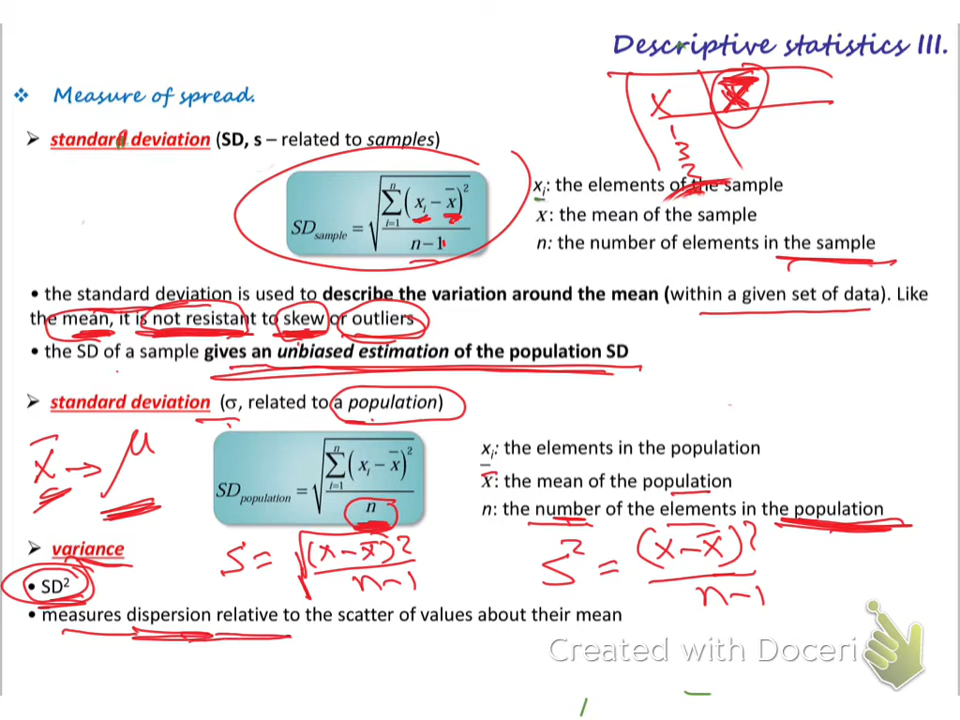 Descriptive statistics III.
❖ Measure of spread.
➤ standard deviation (SD, s – related to samples)
SD_sample = √( Σ_{i=1}^{n} (x_i − x̄)² / (n−1) )
x_i: the elements of the sample
x: the mean of the sample
n: the number of elements in the sample
x
• the standard deviation is used to describe the variation around the mean (within a given set of data). Like
the mean, it is not resistant to skew or outliers
• the SD of a sample gives an unbiased estimation of the population SD
➤ standard deviation (σ, related to a population)
x̄ → μ
SD_population = √( Σ_{i=1}^{n} (x_i − x̄)² / n )
x_i: the elements in the population
x̄: the mean of the population
n: the number of the elements in the population
➤ variance
S = √( (x−x̄)² / n−1 )
S² = (x−x̄)² / n−1
• SD²
• measures dispersion relative to the scatter of values about their mean
Created with Doceri